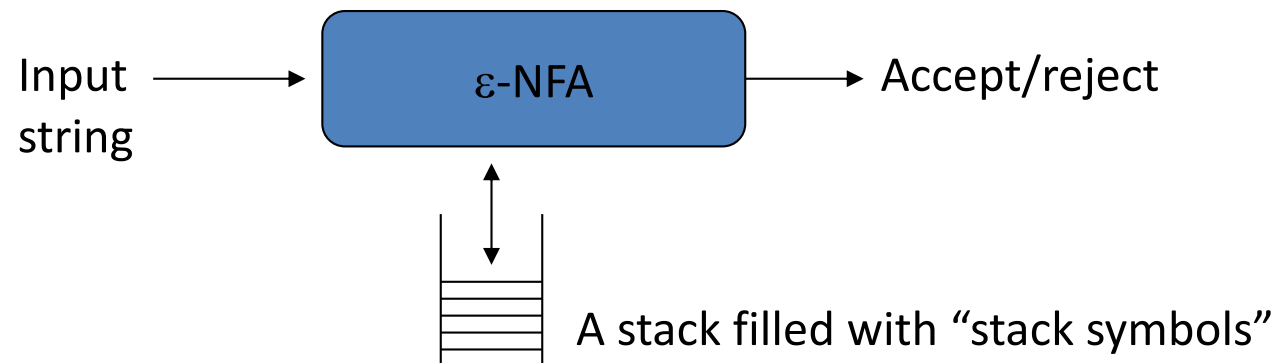 Input
string
ε-NFA
Accept/reject
A stack filled with “stack symbols”